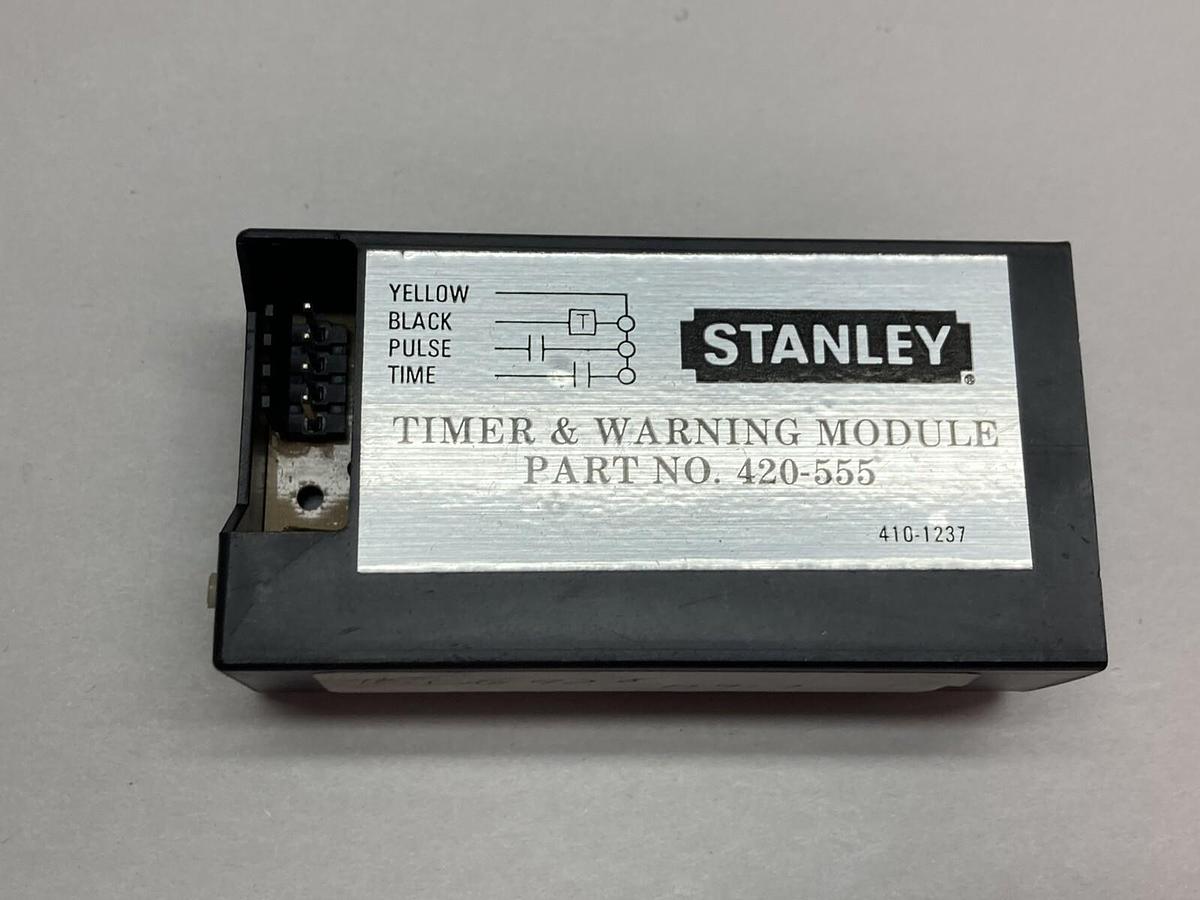 YELLOW
BLACK
PULSE
TIME
T
STANLEY
®
TIMER & WARNING MODULE
PART NO. 420-555
410-1237